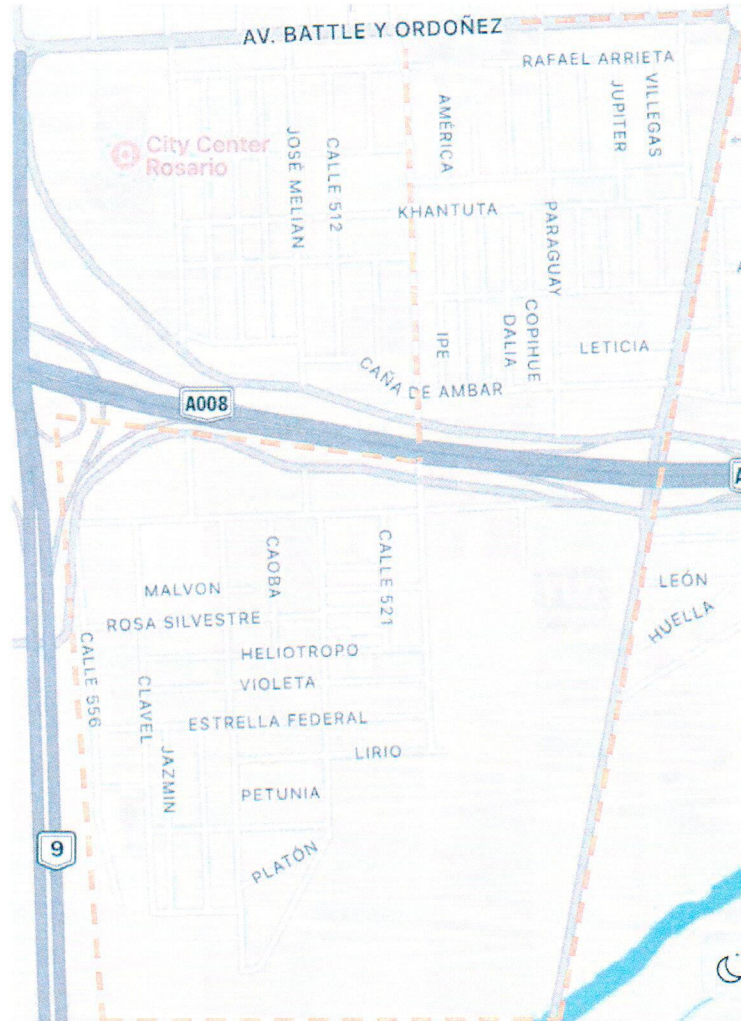 AV. BATTLE Y ORDOÑEZ
RAFAEL ARRIETA
VILLEGAS
JUPITER
AMÉRICA
City Center
Rosario
JOSÉ MELIAN
CALLE 512
KHANTUTA
PARAGUAY
COPIHUE
DALIA
IPE
LETICIA
CAÑA DE AMBAR
A008
CAOBA
CALLE 521
MALVON
ROSA SILVESTRE
LEÓN
HUELLA
HELIOTROPO
VIOLETA
CALLE 556
CLAVEL
ESTRELLA FEDERAL
LIRIO
JAZMIN
PETUNIA
9
PLATÓN